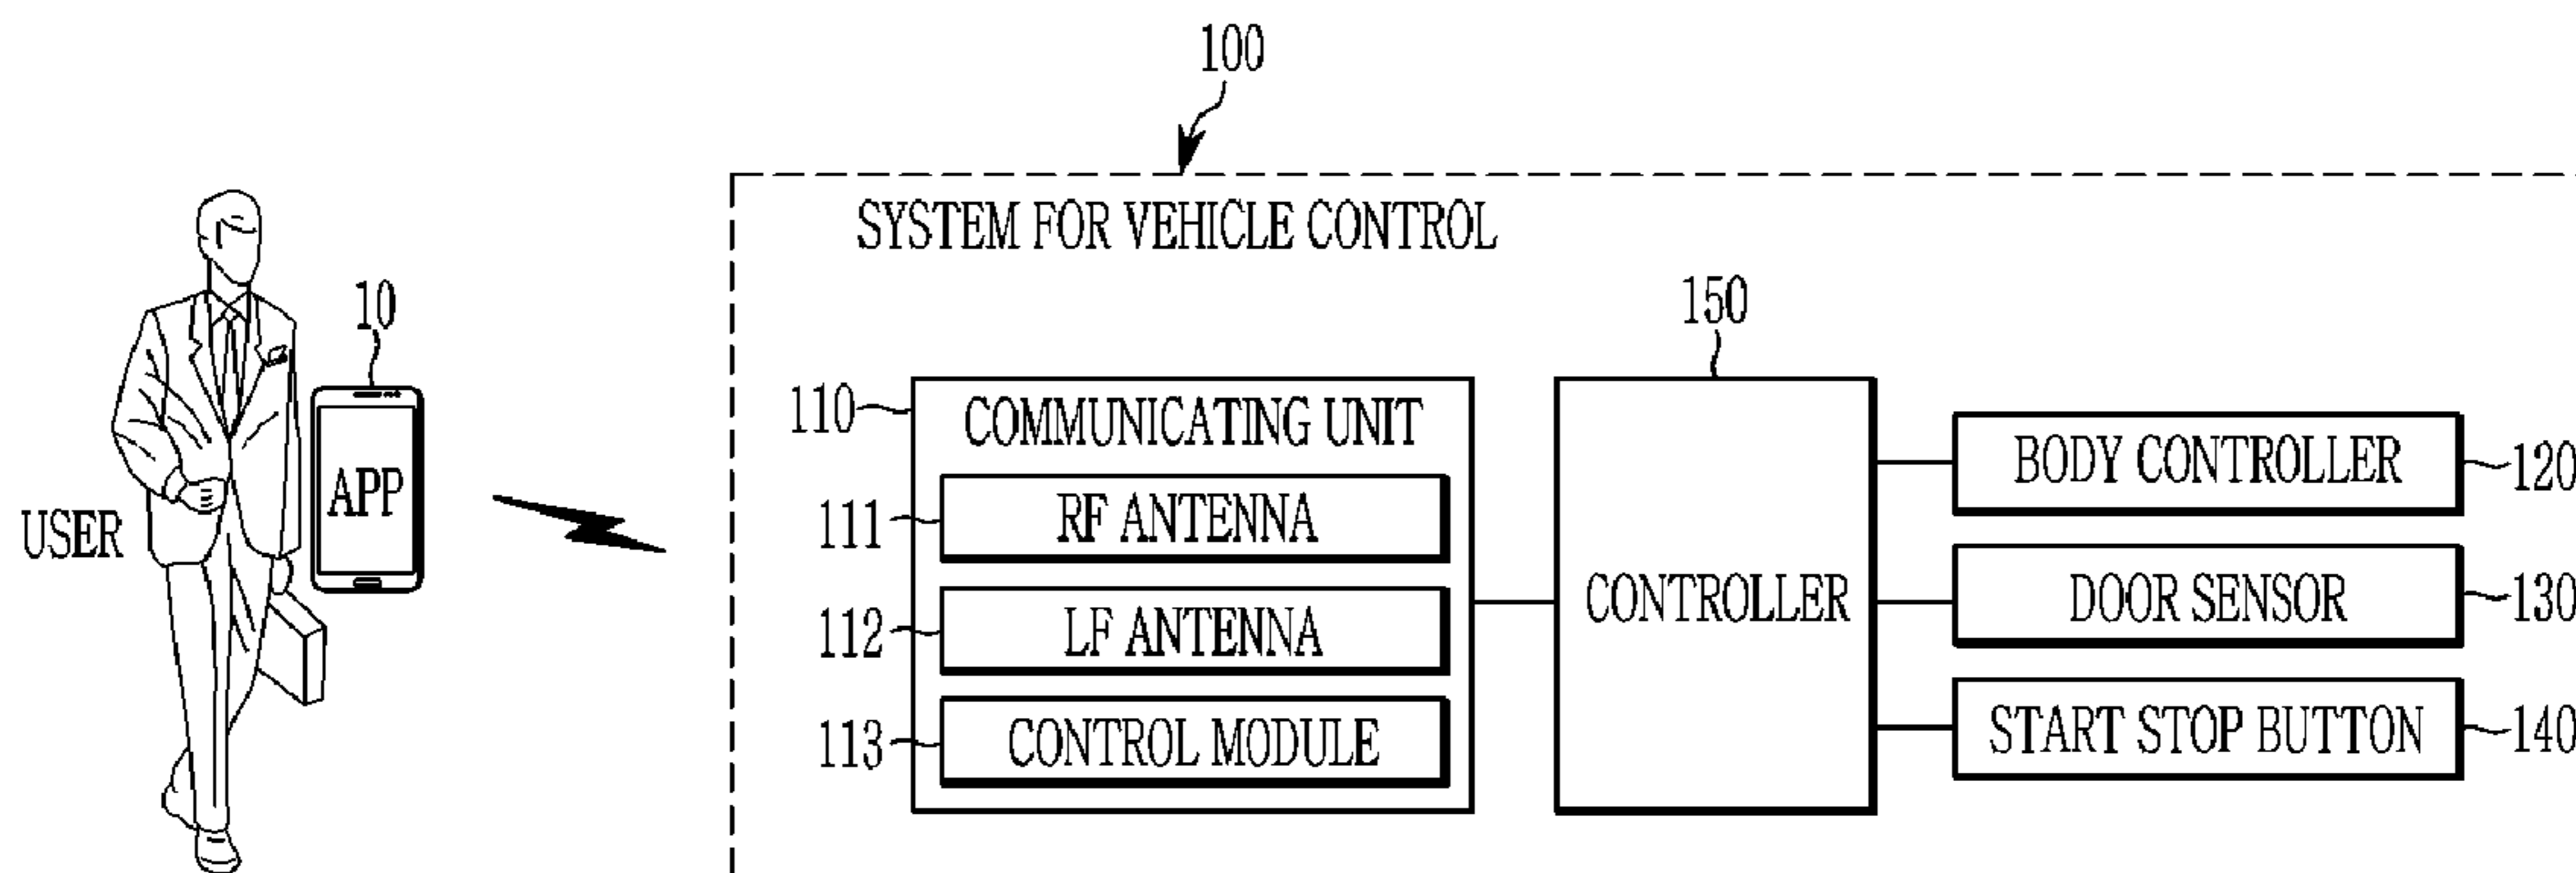 100
SYSTEM FOR VEHICLE CONTROL
10
150
110
COMMUNICATING UNIT
BODY CONTROLLER
120
APP
111
RF ANTENNA
USER
CONTROLLER
DOOR SENSOR
130
112
LF ANTENNA
START STOP BUTTON
140
113
CONTROL MODULE